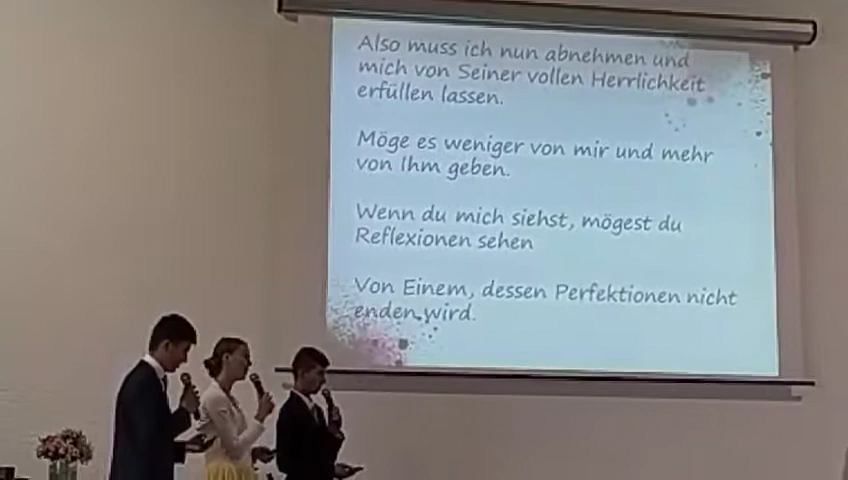 Also muss ich nun abnehmen und
mich von Seiner vollen Herrlichkeit
erfüllen lassen.
Möge es weniger von mir und mehr
von Ihm geben.
Wenn du mich siehst, mögest du
Reflexionen sehen
Von Einem, dessen Perfektionen nicht
enden wird.